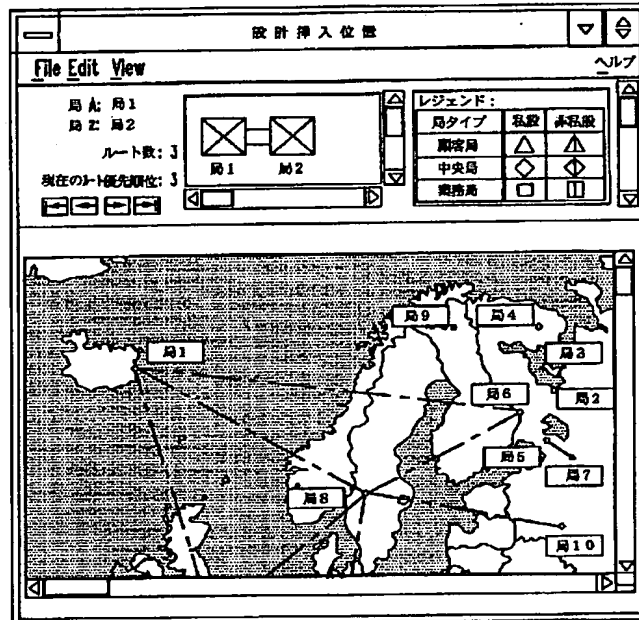 設計挿入位置
File Edit View
ヘルプ
局 A: 局1
局 Z: 局2
ルート数: 3
現在のルート優先順位: 3
局1 局2
レジェンド:
局タイプ 私設 非私設
顧客局
中央局
業務局
局1
局9
局4
局3
局6
局2
局5
局7
局8
局10